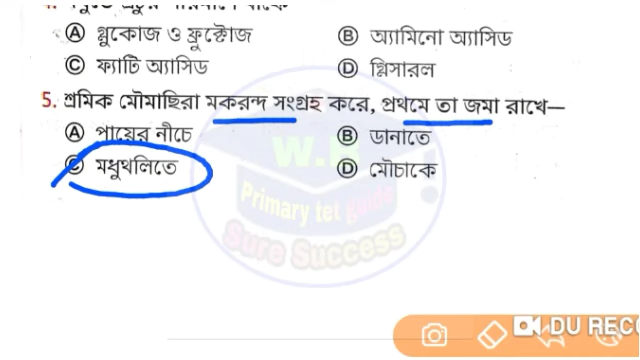 Ⓐ গ্লুকোজ ও ফ্রুক্টোজ Ⓑ অ্যামিনো অ্যাসিড
Ⓒ ফ্যাটি অ্যাসিড Ⓓ গ্লিসারল
5. শ্রমিক মৌমাছিরা মকরন্দ সংগ্রহ করে, প্রথমে তা জমা রাখে—
Ⓐ পায়ের নীচে Ⓑ ডানাতে
Ⓒ মধুথলিতে Ⓓ মৌচাকে
W.B
Primary tet guide
Sure Success
DU REC